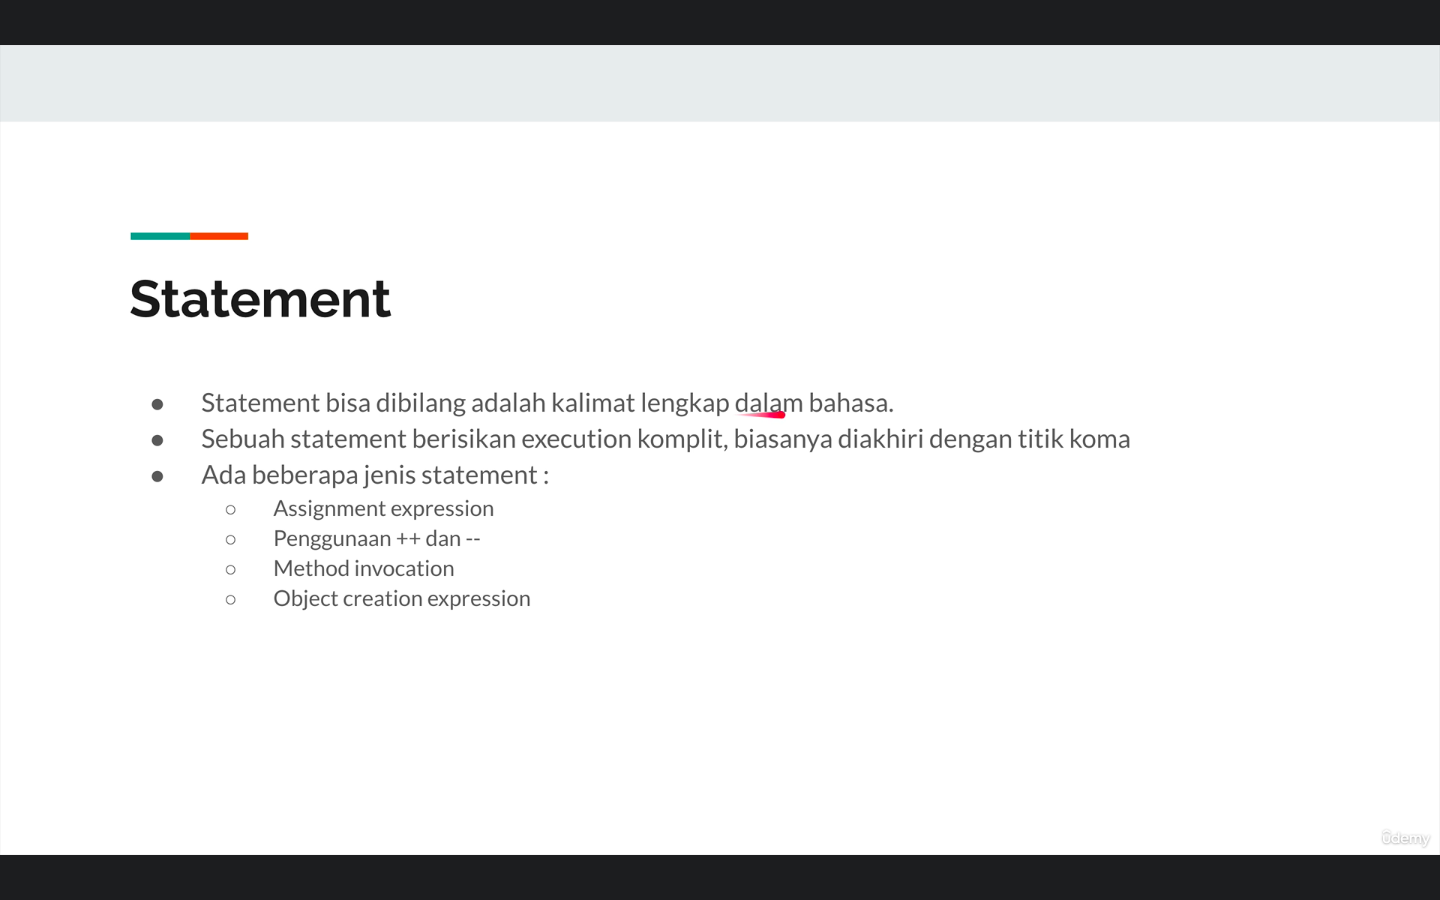 Statement
● Statement bisa dibilang adalah kalimat lengkap dalam bahasa.
● Sebuah statement berisikan execution komplit, biasanya diakhiri dengan titik koma
● Ada beberapa jenis statement :
○ Assignment expression
○ Penggunaan ++ dan --
○ Method invocation
○ Object creation expression
ûdemy